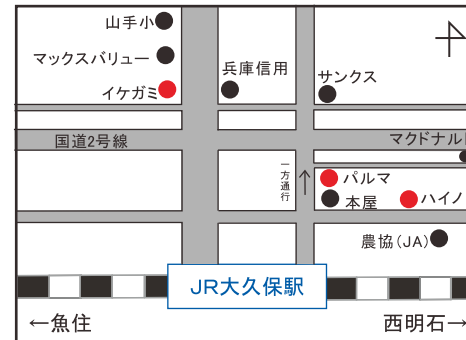 山手小
マックスバリュー
イケガミ
兵庫信用
サンクス
国道2号線
マクドナル
一方通行
パルマ
本屋
ハイノ
農協(JA)
JR大久保駅
←魚住
西明石→